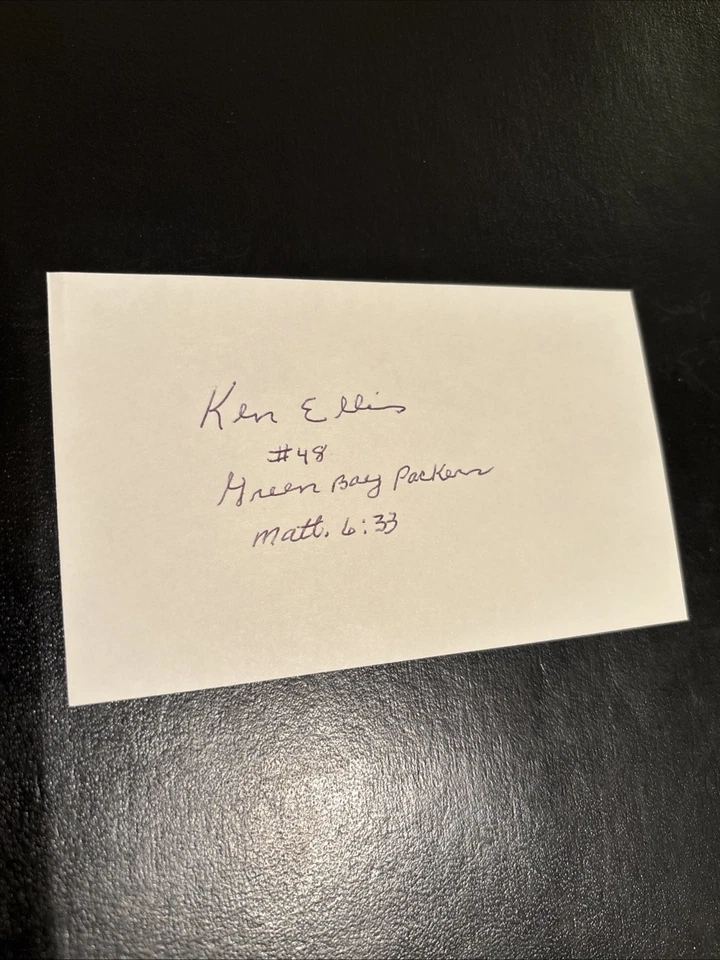 Ken Ellis
#48
Green Bay Packers
Matt. 6:33